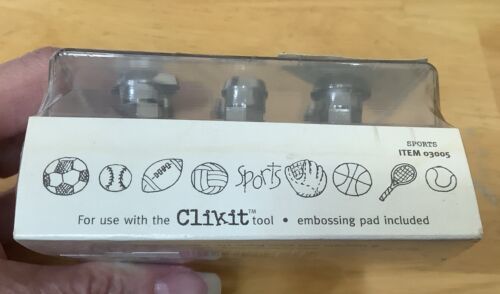 SPORTS
ITEM 03005
Sports
For use with the Clikit™ tool • embossing pad included